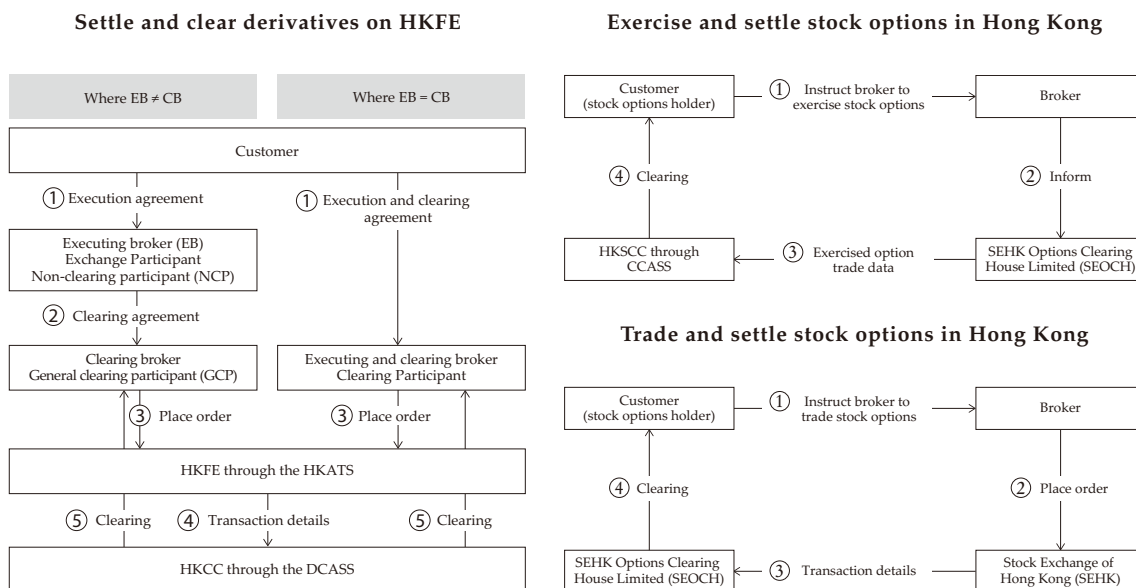 Settle and clear derivatives on HKFE
Where EB ≠ CB
Where EB = CB
Customer
① Execution agreement
① Execution and clearing
agreement
Executing broker (EB)
Exchange Participant
Non-clearing participant (NCP)
② Clearing agreement
Clearing broker
General clearing participant (GCP)
Executing and clearing broker
Clearing Participant
③ Place order
③ Place order
HKFE through the HKATS
⑤ Clearing
④ Transaction details
⑤ Clearing
HKCC through the DCASS
Exercise and settle stock options in Hong Kong
Customer
(stock options holder)
① Instruct broker to
exercise stock options
Broker
④ Clearing
② Inform
HKSCC through
CCASS
③ Exercised option
trade data
SEHK Options Clearing
House Limited (SEOCH)
Trade and settle stock options in Hong Kong
Customer
(stock options holder)
① Instruct broker to
trade stock options
Broker
④ Clearing
② Place order
SEHK Options Clearing
House Limited (SEOCH)
③ Transaction details
Stock Exchange of
Hong Kong (SEHK)